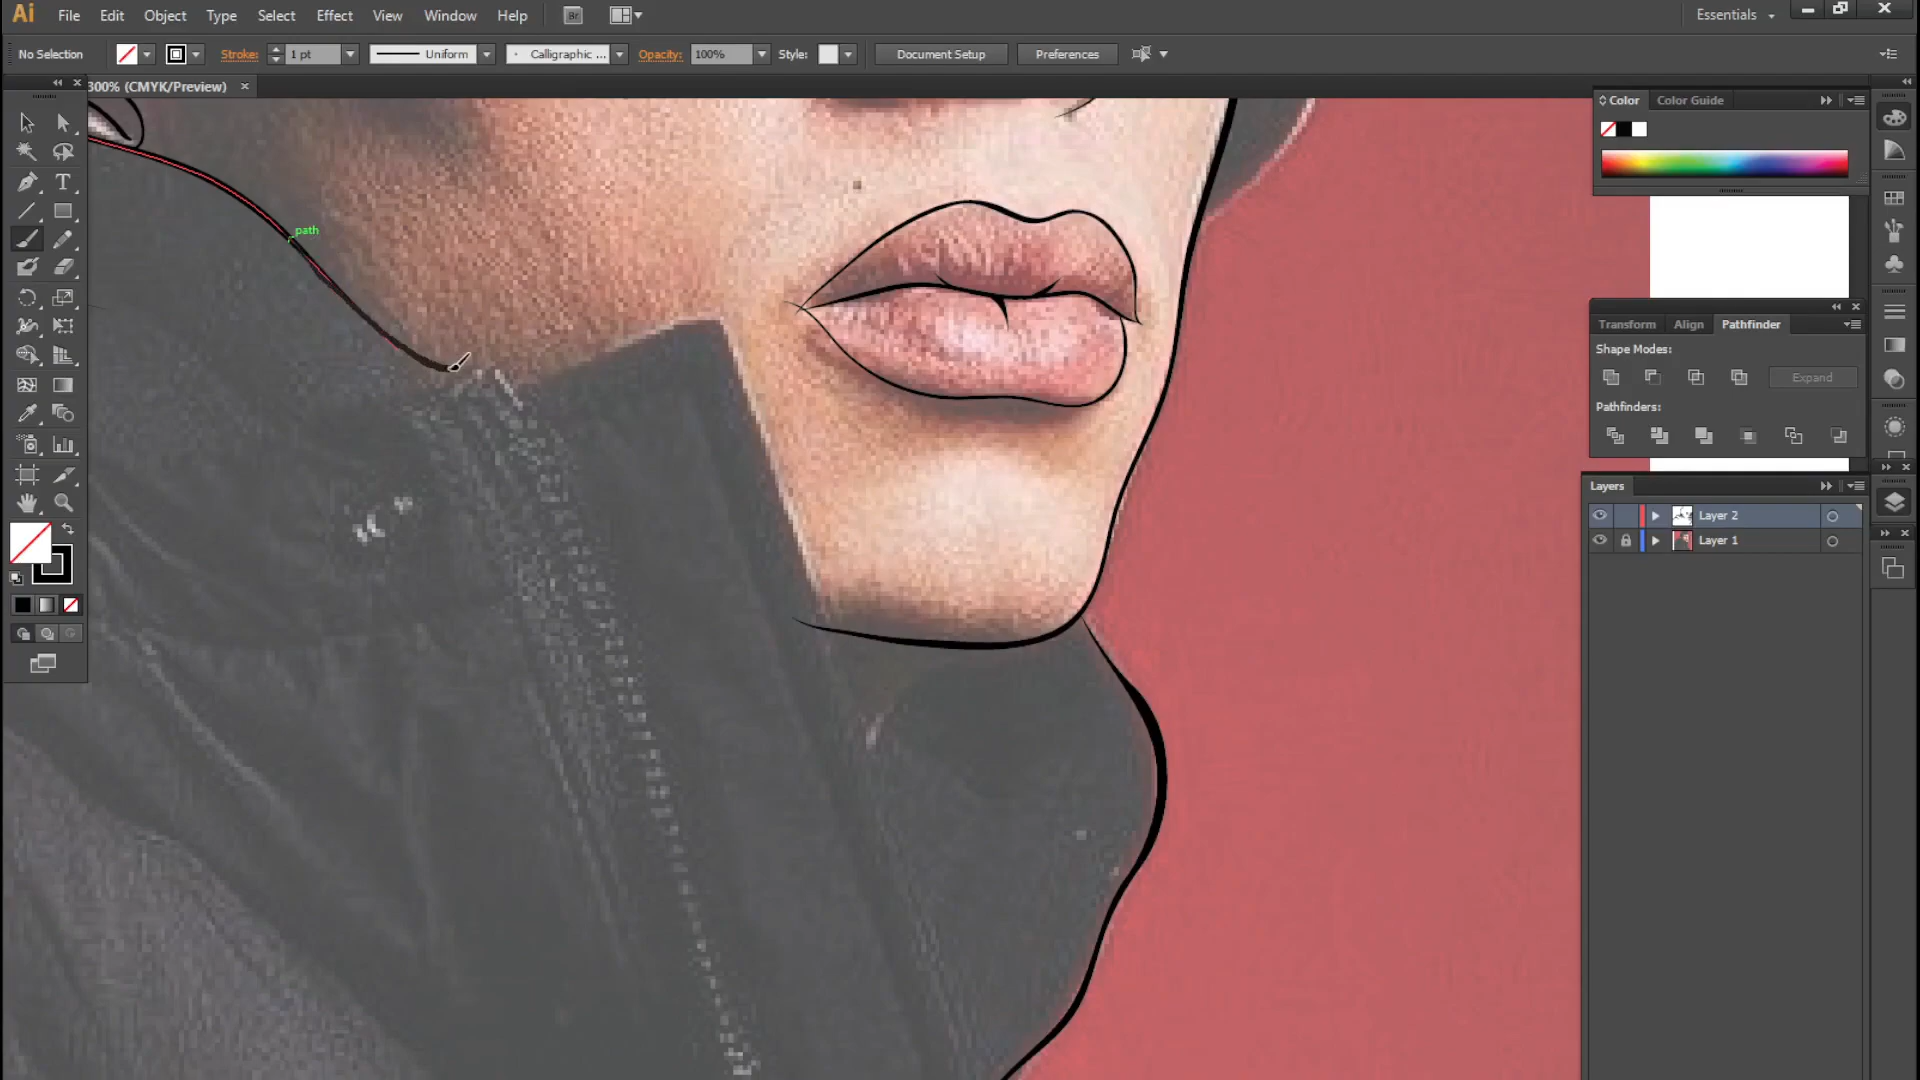 Ai File Edit Object Type Select Effect View Window Help Br Essentials
No Selection Stroke: 1 pt Uniform Calligraphic ... Opacity: 100% Style: Document Setup Preferences
300% (CMYK/Preview) ×
Color Color Guide
path
Transform Align Pathfinder
Shape Modes:
Expand
Pathfinders:
Layers
Layer 2
Layer 1